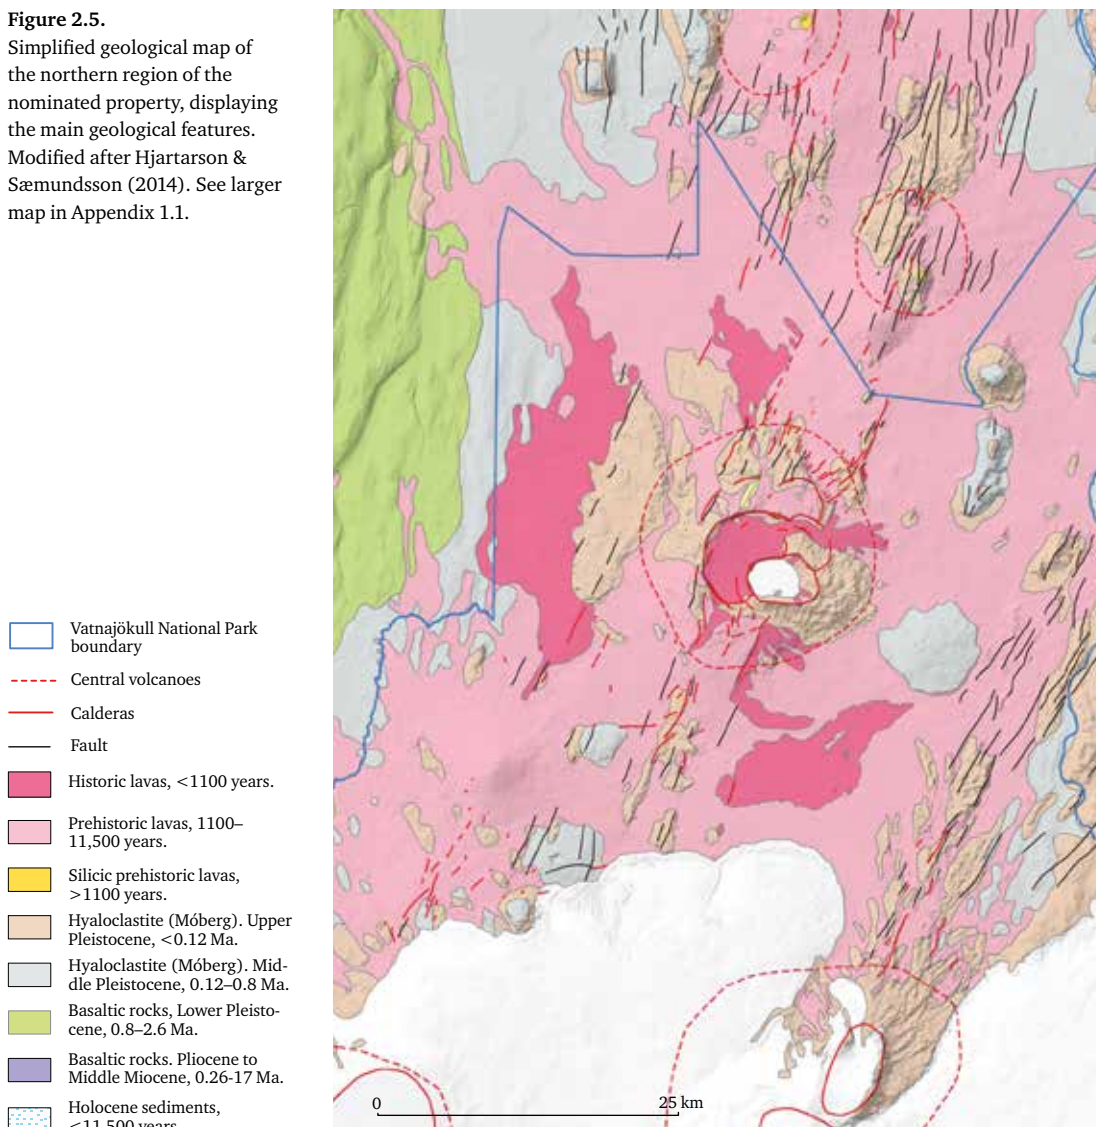 Figure 2.5.
Simplified geological map of
the northern region of the
nominated property, displaying
the main geological features.
Modified after Hjartarson &
Sæmundsson (2014). See larger
map in Appendix 1.1.
Vatnajökull National Park
boundary
Central volcanoes
Calderas
Fault
Historic lavas, <1100 years.
Prehistoric lavas, 1100–
11,500 years.
Silicic prehistoric lavas,
>1100 years.
Hyaloclastite (Móberg). Upper
Pleistocene, <0.12 Ma.
Hyaloclastite (Móberg). Mid-
dle Pleistocene, 0.12–0.8 Ma.
Basaltic rocks, Lower Pleisto-
cene, 0.8–2.6 Ma.
Basaltic rocks. Pliocene to
Middle Miocene, 0.26-17 Ma.
Holocene sediments,
<11,500 years
0 25 km